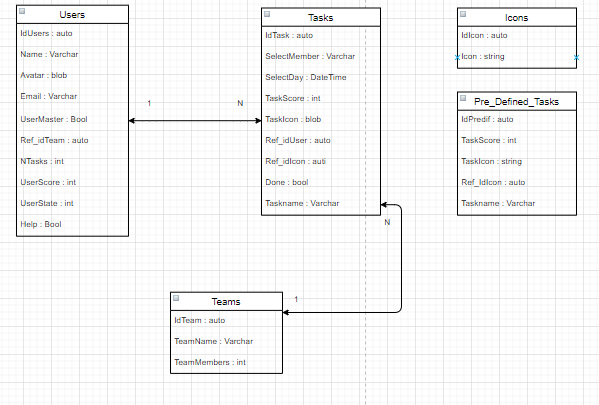 Users
IdUsers : auto
Name : Varchar
Avatar : blob
Email : Varchar
UserMaster : Bool
Ref_idTeam : auto
NTasks : int
UserScore : int
UserState : int
Help : Bool
1
N
Tasks
IdTask : auto
SelectMember : Varchar
SelectDay : DateTime
TaskScore : int
TaskIcon : blob
Ref_idUser : auto
Ref_idIcon : auti
Done : bool
Taskname : Varchar
Icons
IdIcon : auto
Icon : string
Pre_Defined_Tasks
IdPredif : auto
TaskScore : int
TaskIcon : string
Ref_IdIcon : auto
Taskname : Varchar
N
1
Teams
IdTeam : auto
TeamName : Varchar
TeamMembers : int